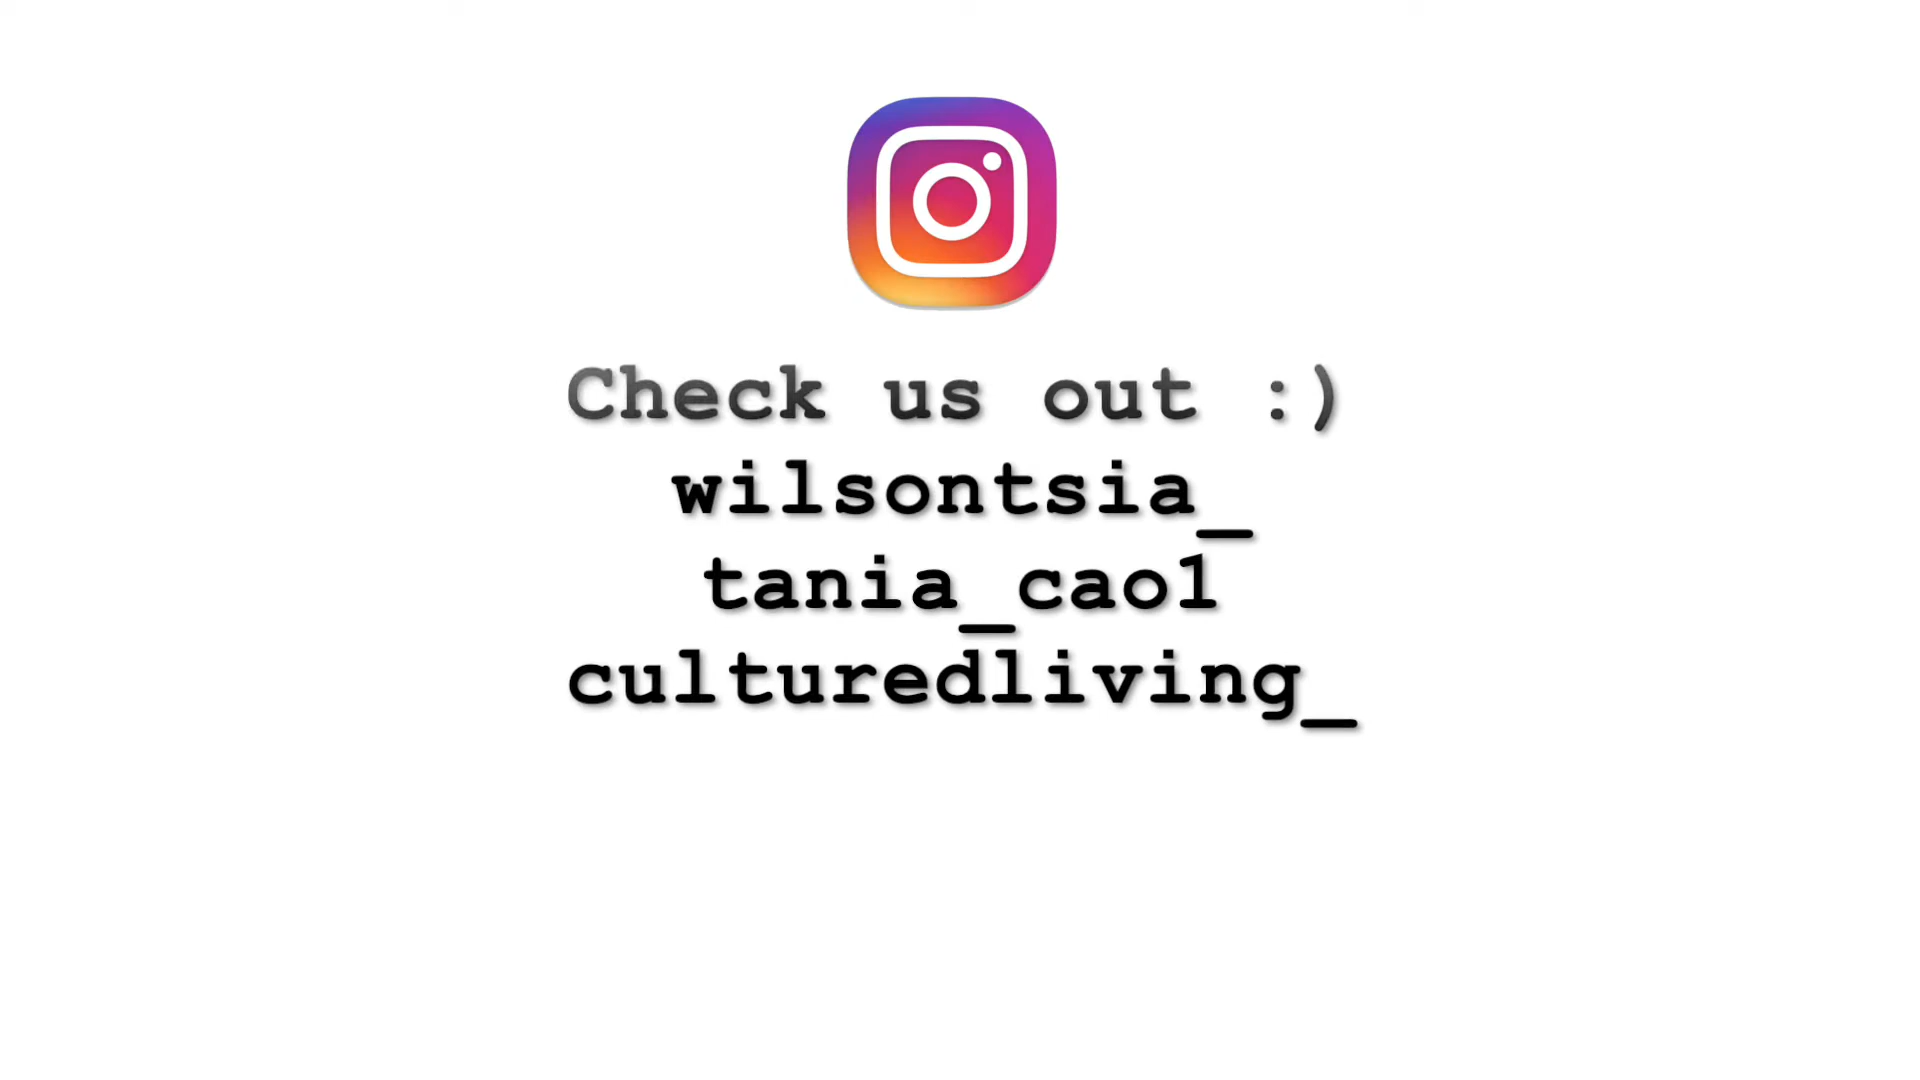 Check us out :)
wilsontsia_
tania_cao1
culturedliving_